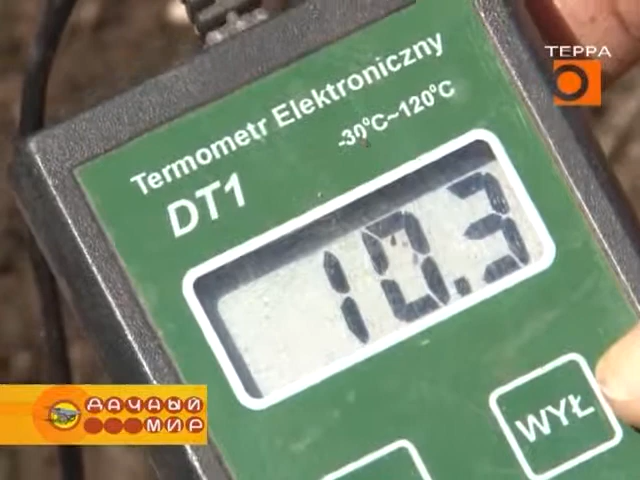 ТЕРРА
Termometr Elektroniczny
-30°C~120°C
DT1
10.3
WYŁ
ДАЧНЫЙ
МИР